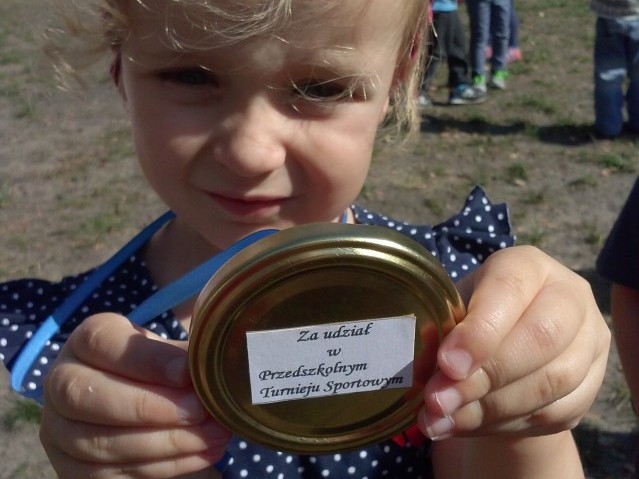 Za udział
w
Przedszkolnym
Turnieju Sportowym